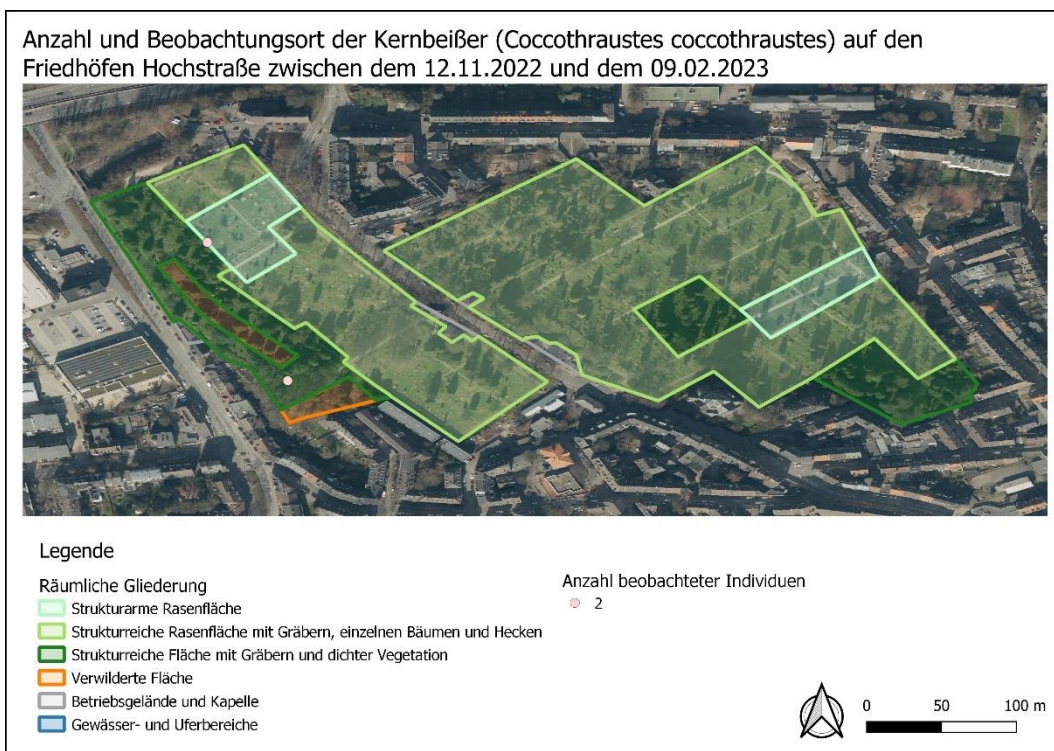 Anzahl und Beobachtungsort der Kernbeißer (Coccothraustes coccothraustes) auf den
Friedhöfen Hochstraße zwischen dem 12.11.2022 und dem 09.02.2023
Legende
Räumliche Gliederung
Strukturarme Rasenfläche
Strukturreiche Rasenfläche mit Gräbern, einzelnen Bäumen und Hecken
Strukturreiche Fläche mit Gräbern und dichter Vegetation
Verwilderte Fläche
Betriebsgelände und Kapelle
Gewässer- und Uferbereiche
Anzahl beobachteter Individuen
2
0 50 100 m